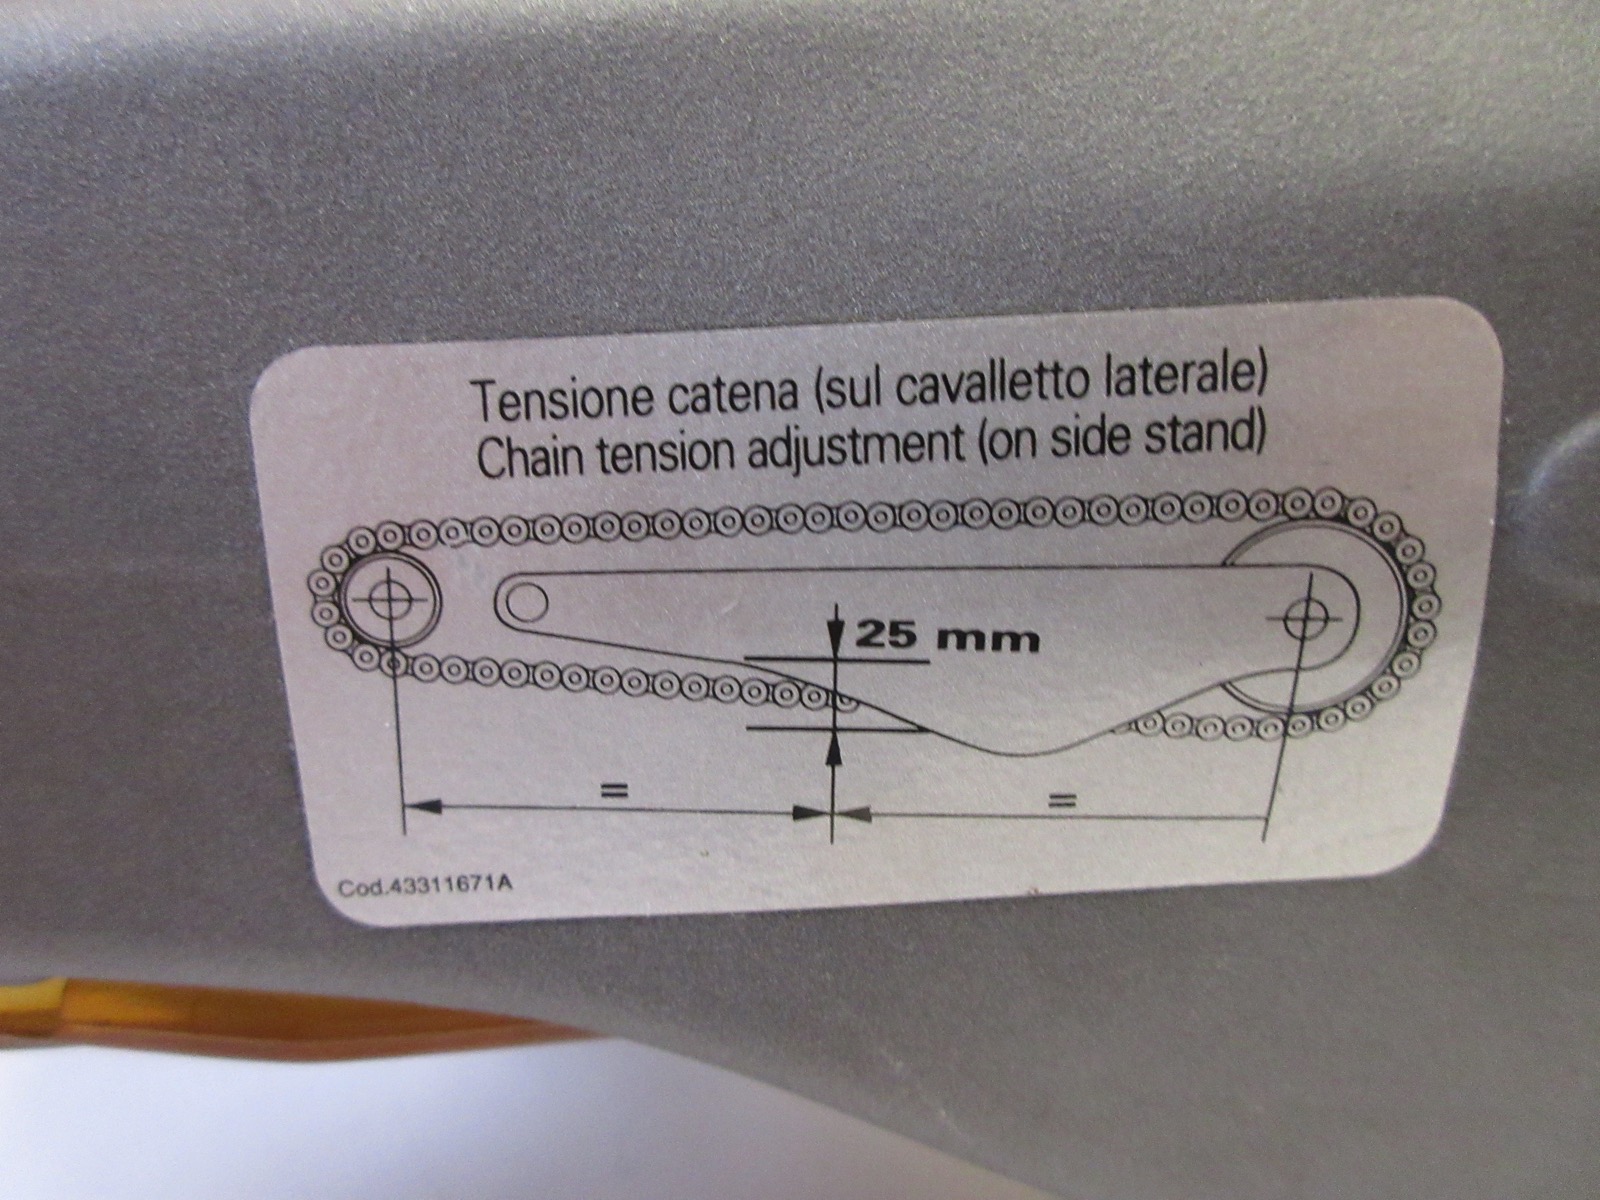 Tensione catena (sul cavalletto laterale)
Chain tension adjustment (on side stand)
25 mm
= =
Cod.43311671A